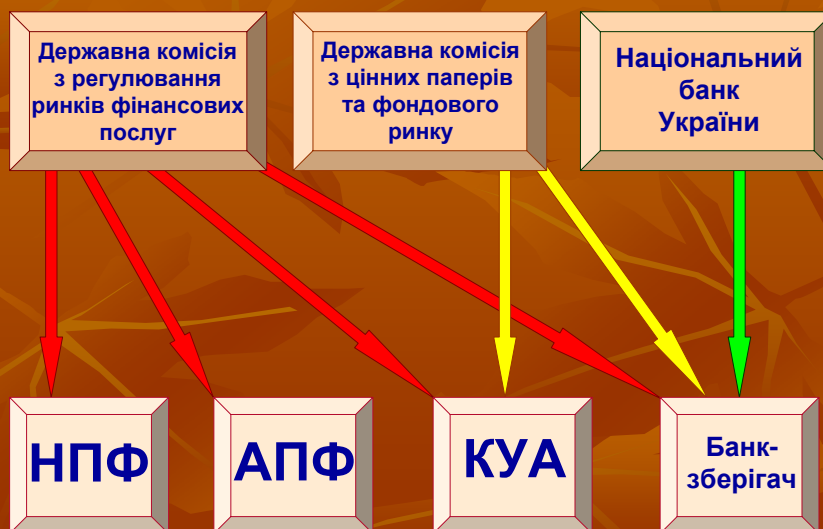 Державна комісія
з регулювання
ринків фінансових
послуг
Державна комісія
з цінних паперів
та фондового
ринку
Національний
банк
України
НПФ
АПФ
КУА
Банк-
зберігач